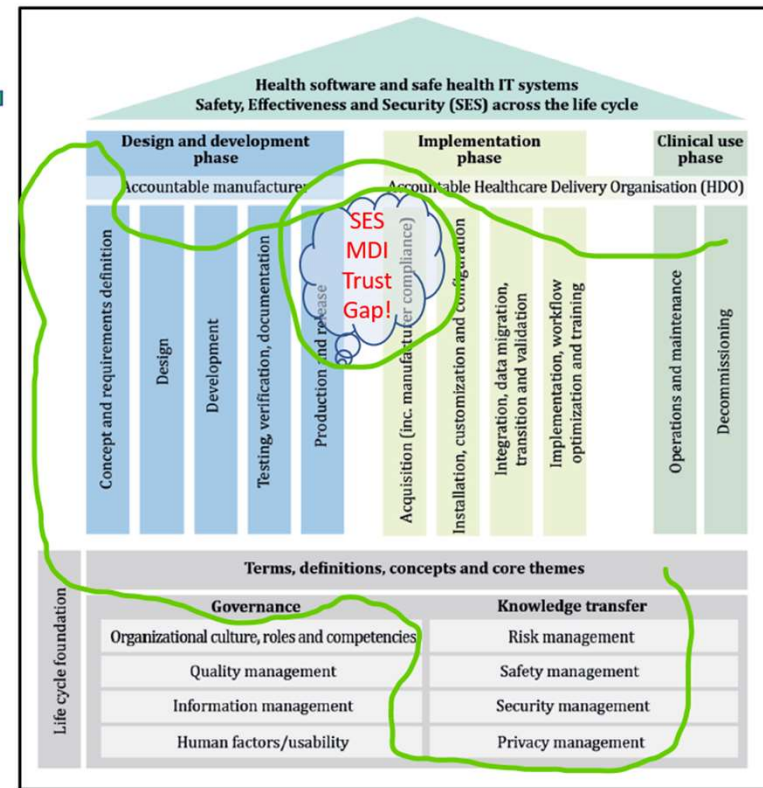 Health software and safe health IT systems
Safety, Effectiveness and Security (SES) across the life cycle
Design and development
phase
Implementation
phase
Clinical use
phase
Accountable manufacturer
Accountable Healthcare Delivery Organisation (HDO)
SES
MDI
Trust
Gap!
Concept and requirements definition
Design
Development
Testing, verification, documentation
Production and release
Acquisition (inc. manufacturer compliance)
Installation, customization and configuration
Integration, data migration,
transition and validation
Implementation, workflow
optimization and training
Operations and maintenance
Decommissioning
Life cycle foundation
Terms, definitions, concepts and core themes
Governance
Organizational culture, roles and competencies
Quality management
Information management
Human factors/usability
Knowledge transfer
Risk management
Safety management
Security management
Privacy management